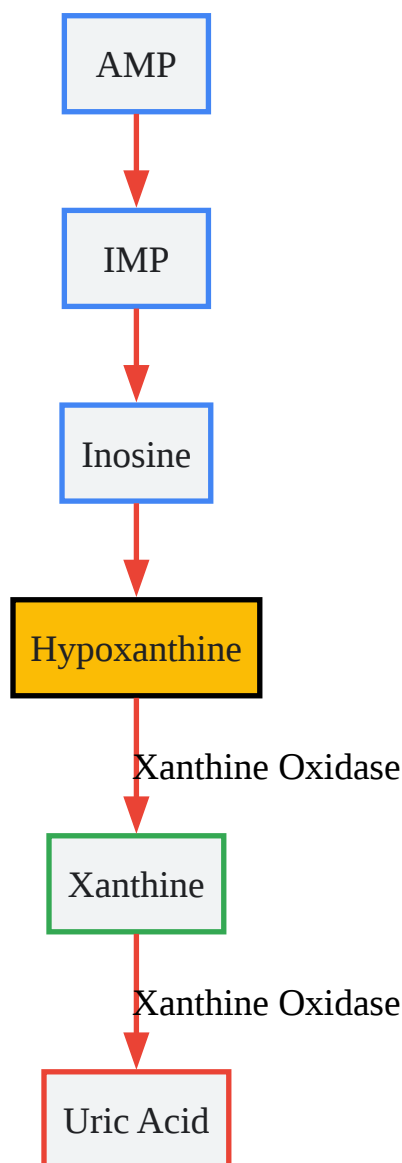 AMP
IMP
Inosine
Hypoxanthine
Xanthine Oxidase
Xanthine
Xanthine Oxidase
Uric Acid